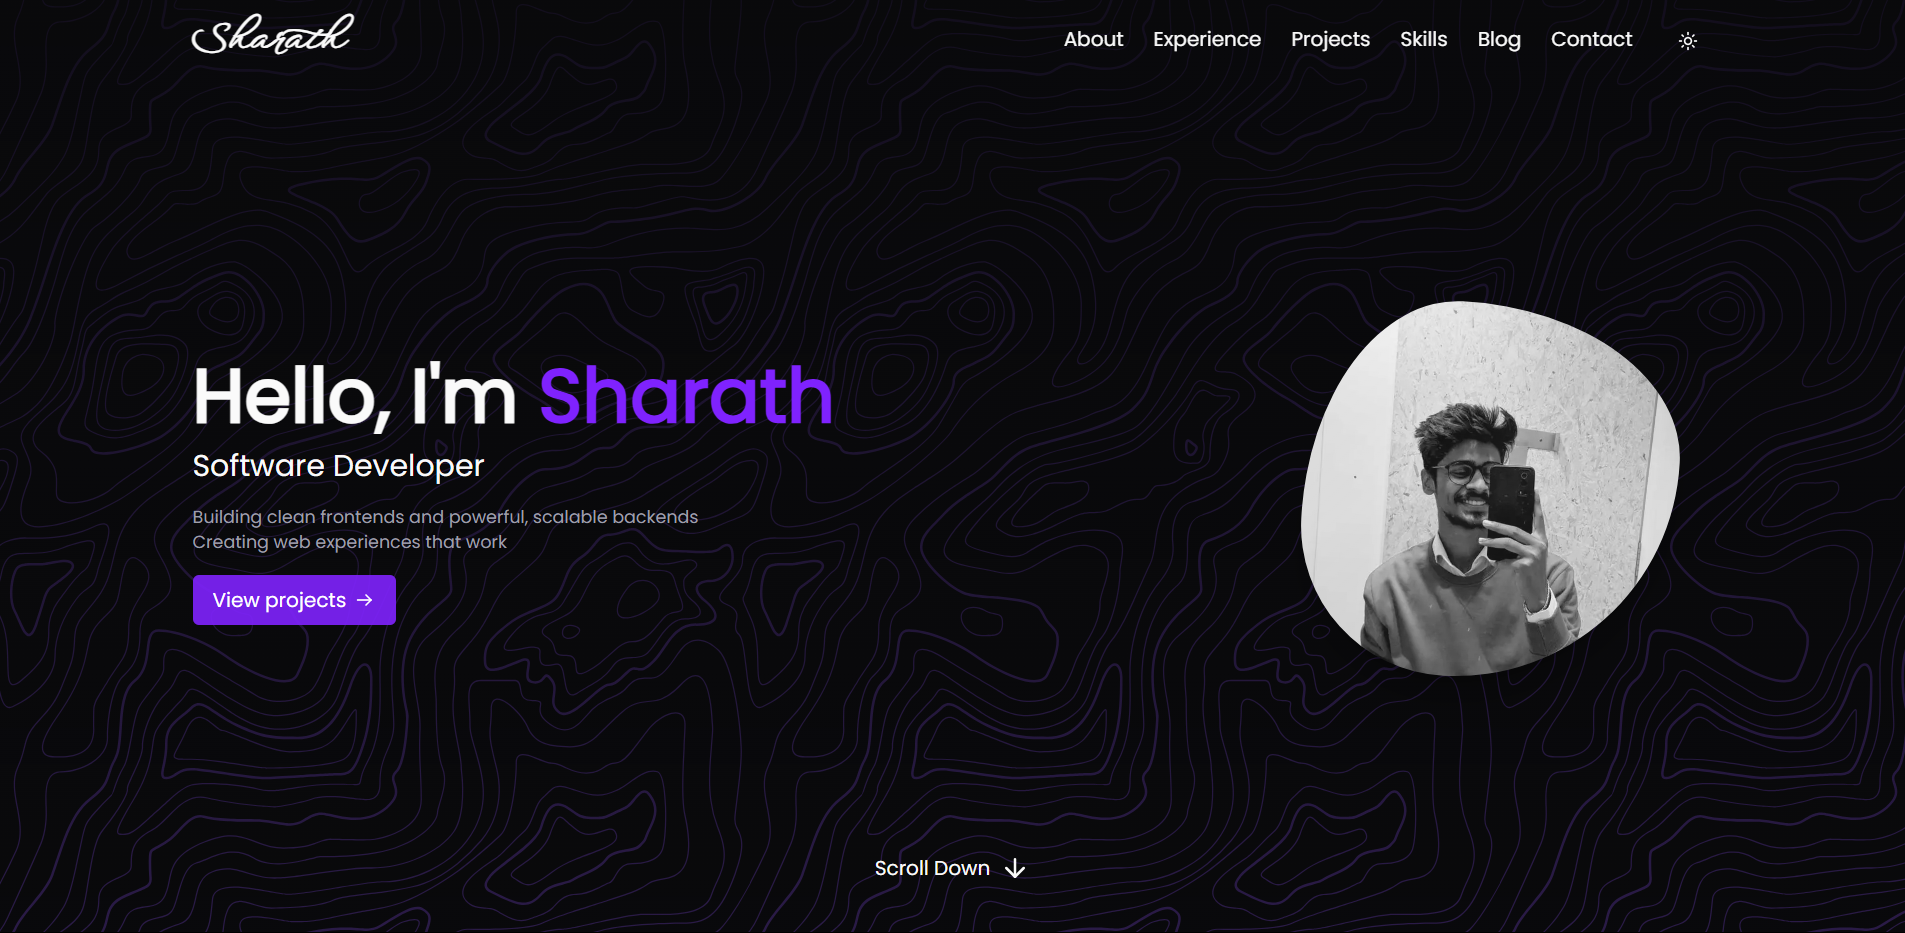 Sharath
About Experience Projects Skills Blog Contact
Hello, I'm Sharath
Software Developer
Building clean frontends and powerful, scalable backends
Creating web experiences that work
View projects →
Scroll Down ↓